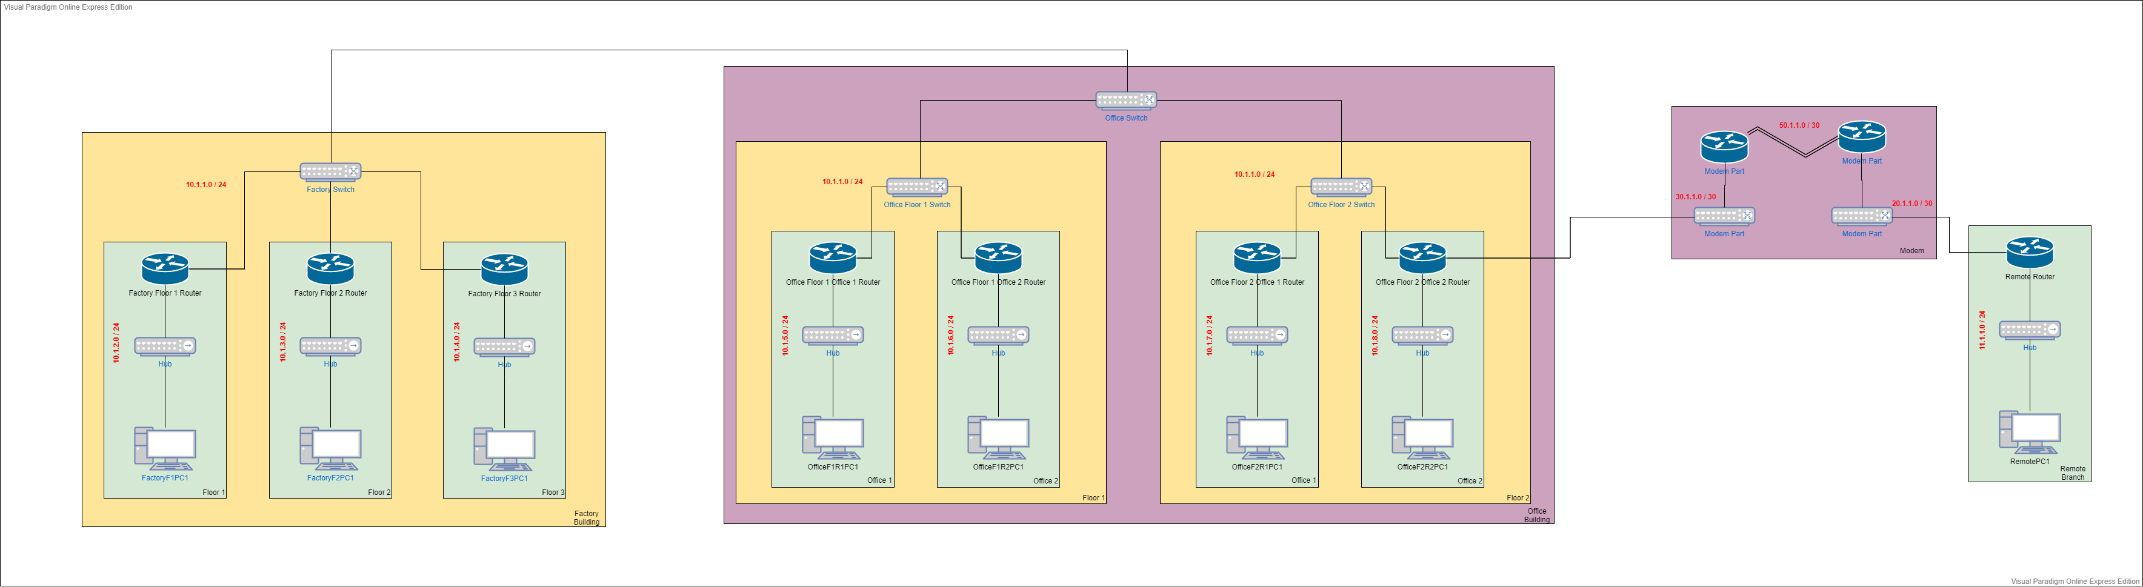 Visual Paradigm Online Express Edition
Office Switch
50.1.1.0 / 30
Modem Part
Modem Part
10.1.1.0 / 24
Factory Switch
10.1.1.0 / 24
Office Floor 1 Switch
10.1.1.0 / 24
Office Floor 2 Switch
30.1.1.0 / 30
20.1.1.0 / 30
Modem Part
Modem Part
Modem
Factory Floor 1 Router
Factory Floor 2 Router
Factory Floor 3 Router
Office Floor 1 Office 1 Router
Office Floor 1 Office 2 Router
Office Floor 2 Office 1 Router
Office Floor 2 Office 2 Router
Remote Router
10.1.2.0 / 24
10.1.3.0 / 24
10.1.4.0 / 24
10.1.5.0 / 24
10.1.6.0 / 24
10.1.7.0 / 24
10.1.8.0 / 24
11.1.1.0 / 24
Hub
Hub
Hub
Hub
Hub
Hub
Hub
Hub
FactoryF1PC1
FactoryF2PC1
FactoryF3PC1
OfficeF1R1PC1
OfficeF1R2PC1
OfficeF2R1PC1
OfficeF2R2PC1
RemotePC1
Floor 1
Floor 2
Floor 3
Office 1
Office 2
Office 1
Office 2
Remote
Branch
Floor 1
Floor 2
Factory
Building
Office
Building
Visual Paradigm Online Express Edition